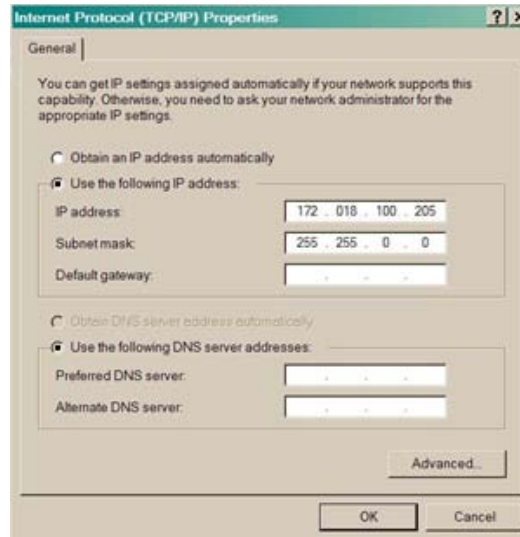 Internet Protocol (TCP/IP) Properties
General
You can get IP settings assigned automatically if your network supports this
capability. Otherwise, you need to ask your network administrator for the
appropriate IP settings.
Obtain an IP address automatically
Use the following IP address:
IP address: 172 . 018 . 100 . 205
Subnet mask: 255 . 255 . 0 . 0
Default gateway: . . .
Obtain DNS server address automatically
Use the following DNS server addresses:
Preferred DNS server: . . .
Alternate DNS server: . . .
Advanced...
OK Cancel